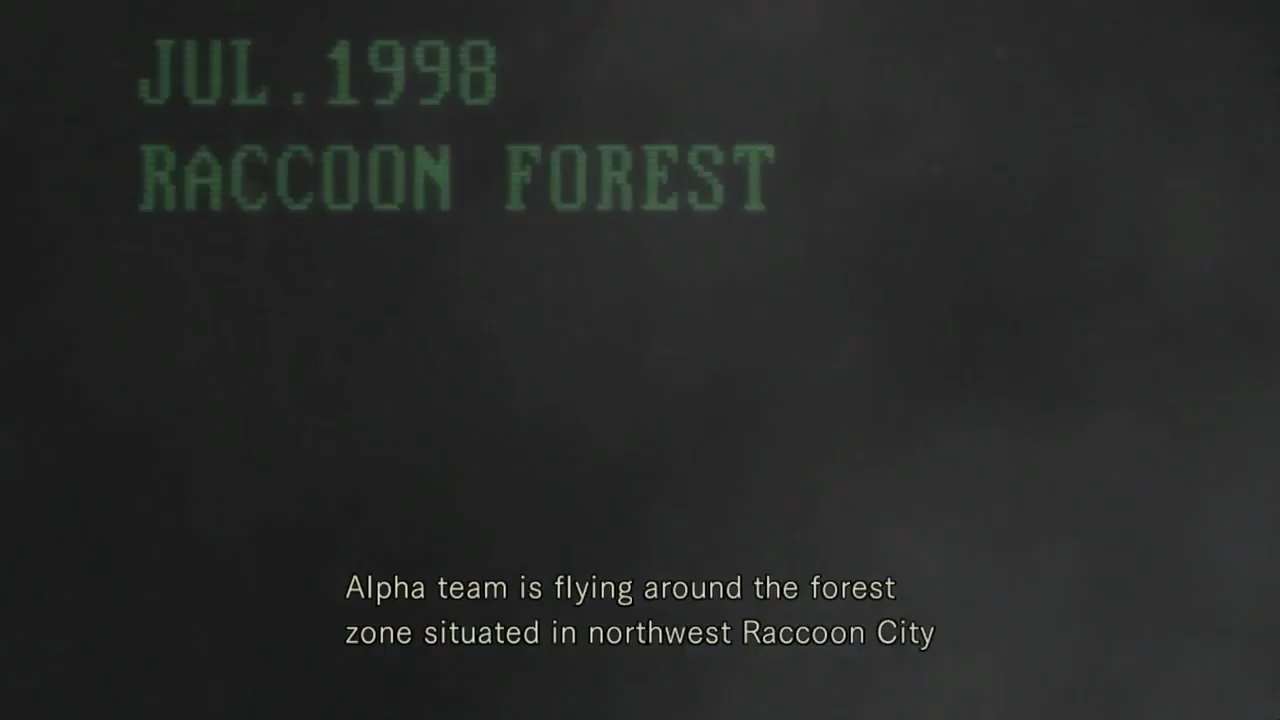 JUL.1998
RACCOON FOREST
Alpha team is flying around the forest
zone situated in northwest Raccoon City